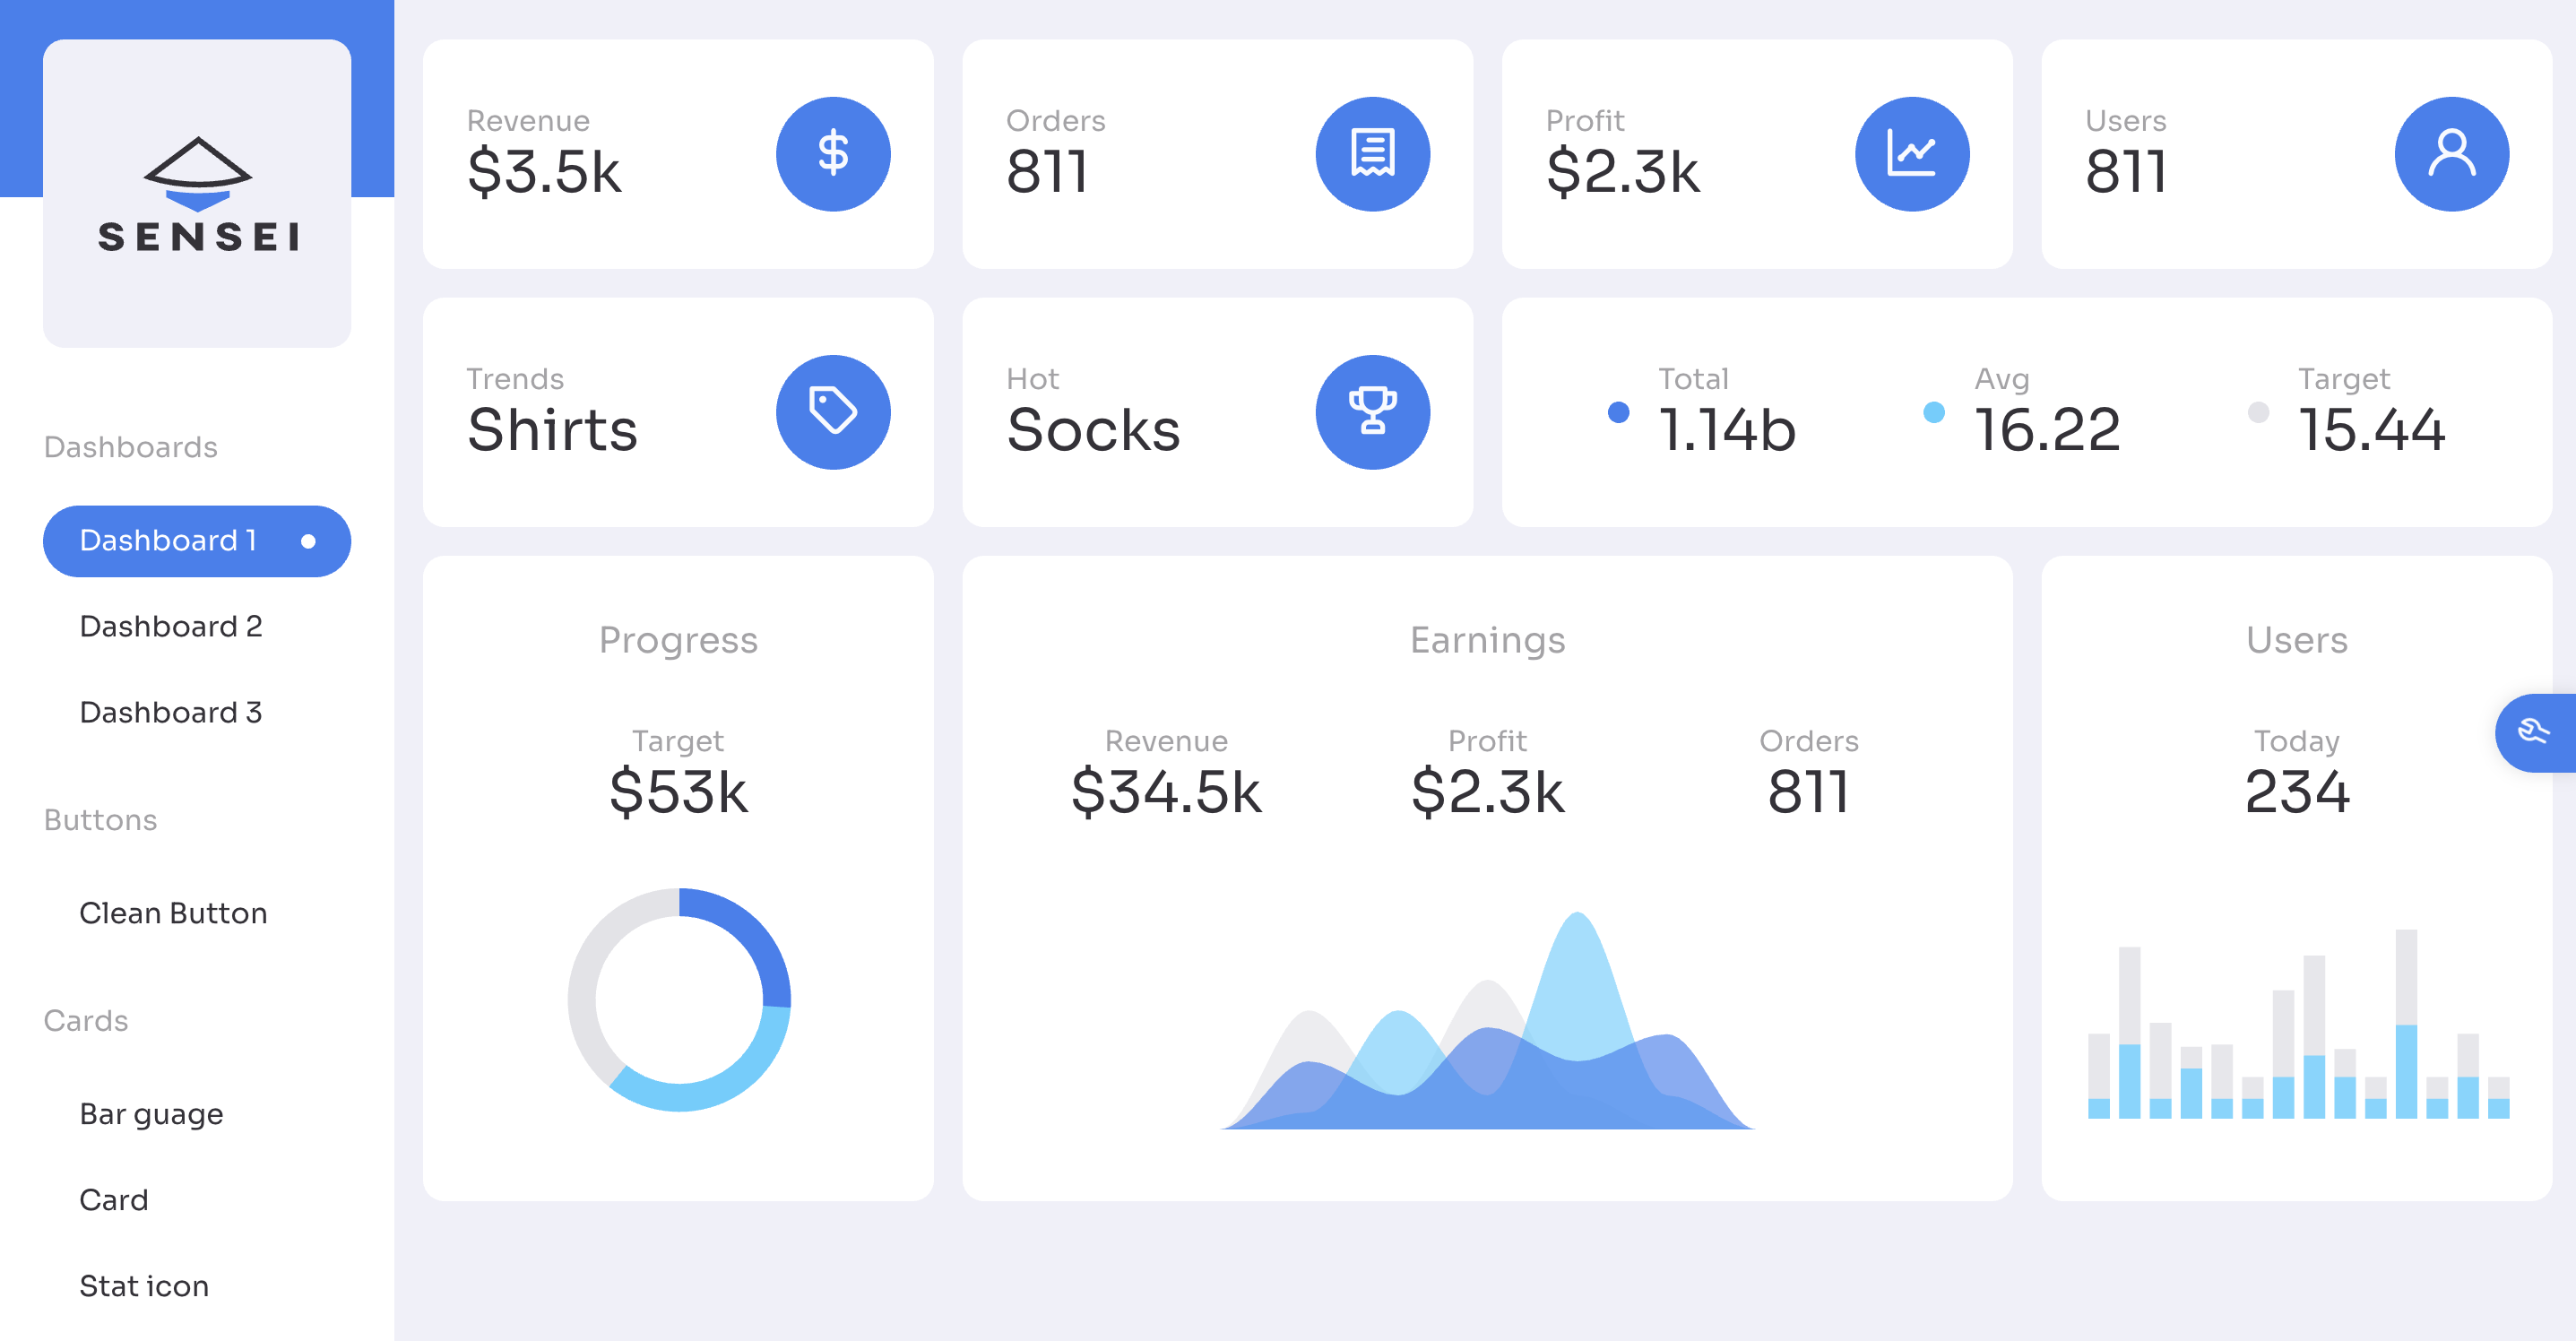 SENSEI
Dashboards
Dashboard 1
Dashboard 2
Dashboard 3
Buttons
Clean Button
Cards
Bar guage
Card
Stat icon
Revenue
$3.5k
Orders
811
Profit
$2.3k
Users
811
Trends
Shirts
Hot
Socks
Total
1.14b
Avg
16.22
Target
15.44
Progress
Target
$53k
Earnings
Revenue
$34.5k
Profit
$2.3k
Orders
811
Users
Today
234